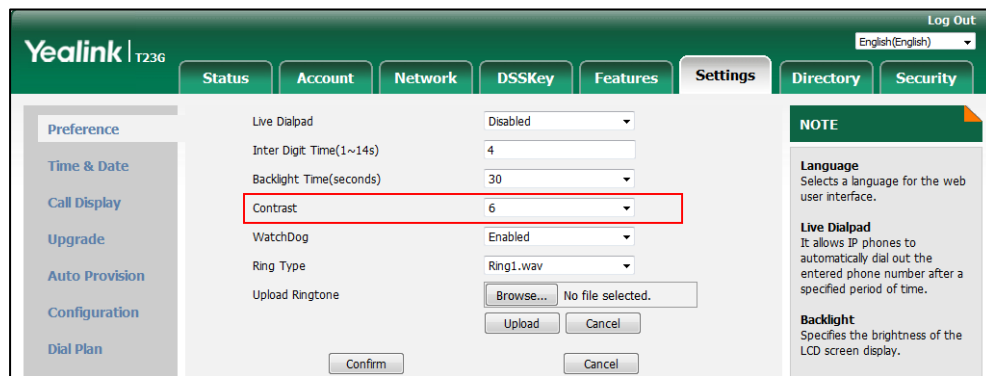 Log Out
Yealink | T23G
English(English)
Status Account Network DSSKey Features Settings Directory Security
Preference
Time & Date
Call Display
Upgrade
Auto Provision
Configuration
Dial Plan
Live Dialpad Disabled
Inter Digit Time(1~14s) 4
Backlight Time(seconds) 30
Contrast 6
WatchDog Enabled
Ring Type Ring1.wav
Upload Ringtone Browse... No file selected.
Upload Cancel
Confirm Cancel
NOTE
Language
Selects a language for the web
user interface.
Live Dialpad
It allows IP phones to
automatically dial out the
entered phone number after a
specified period of time.
Backlight
Specifies the brightness of the
LCD screen display.